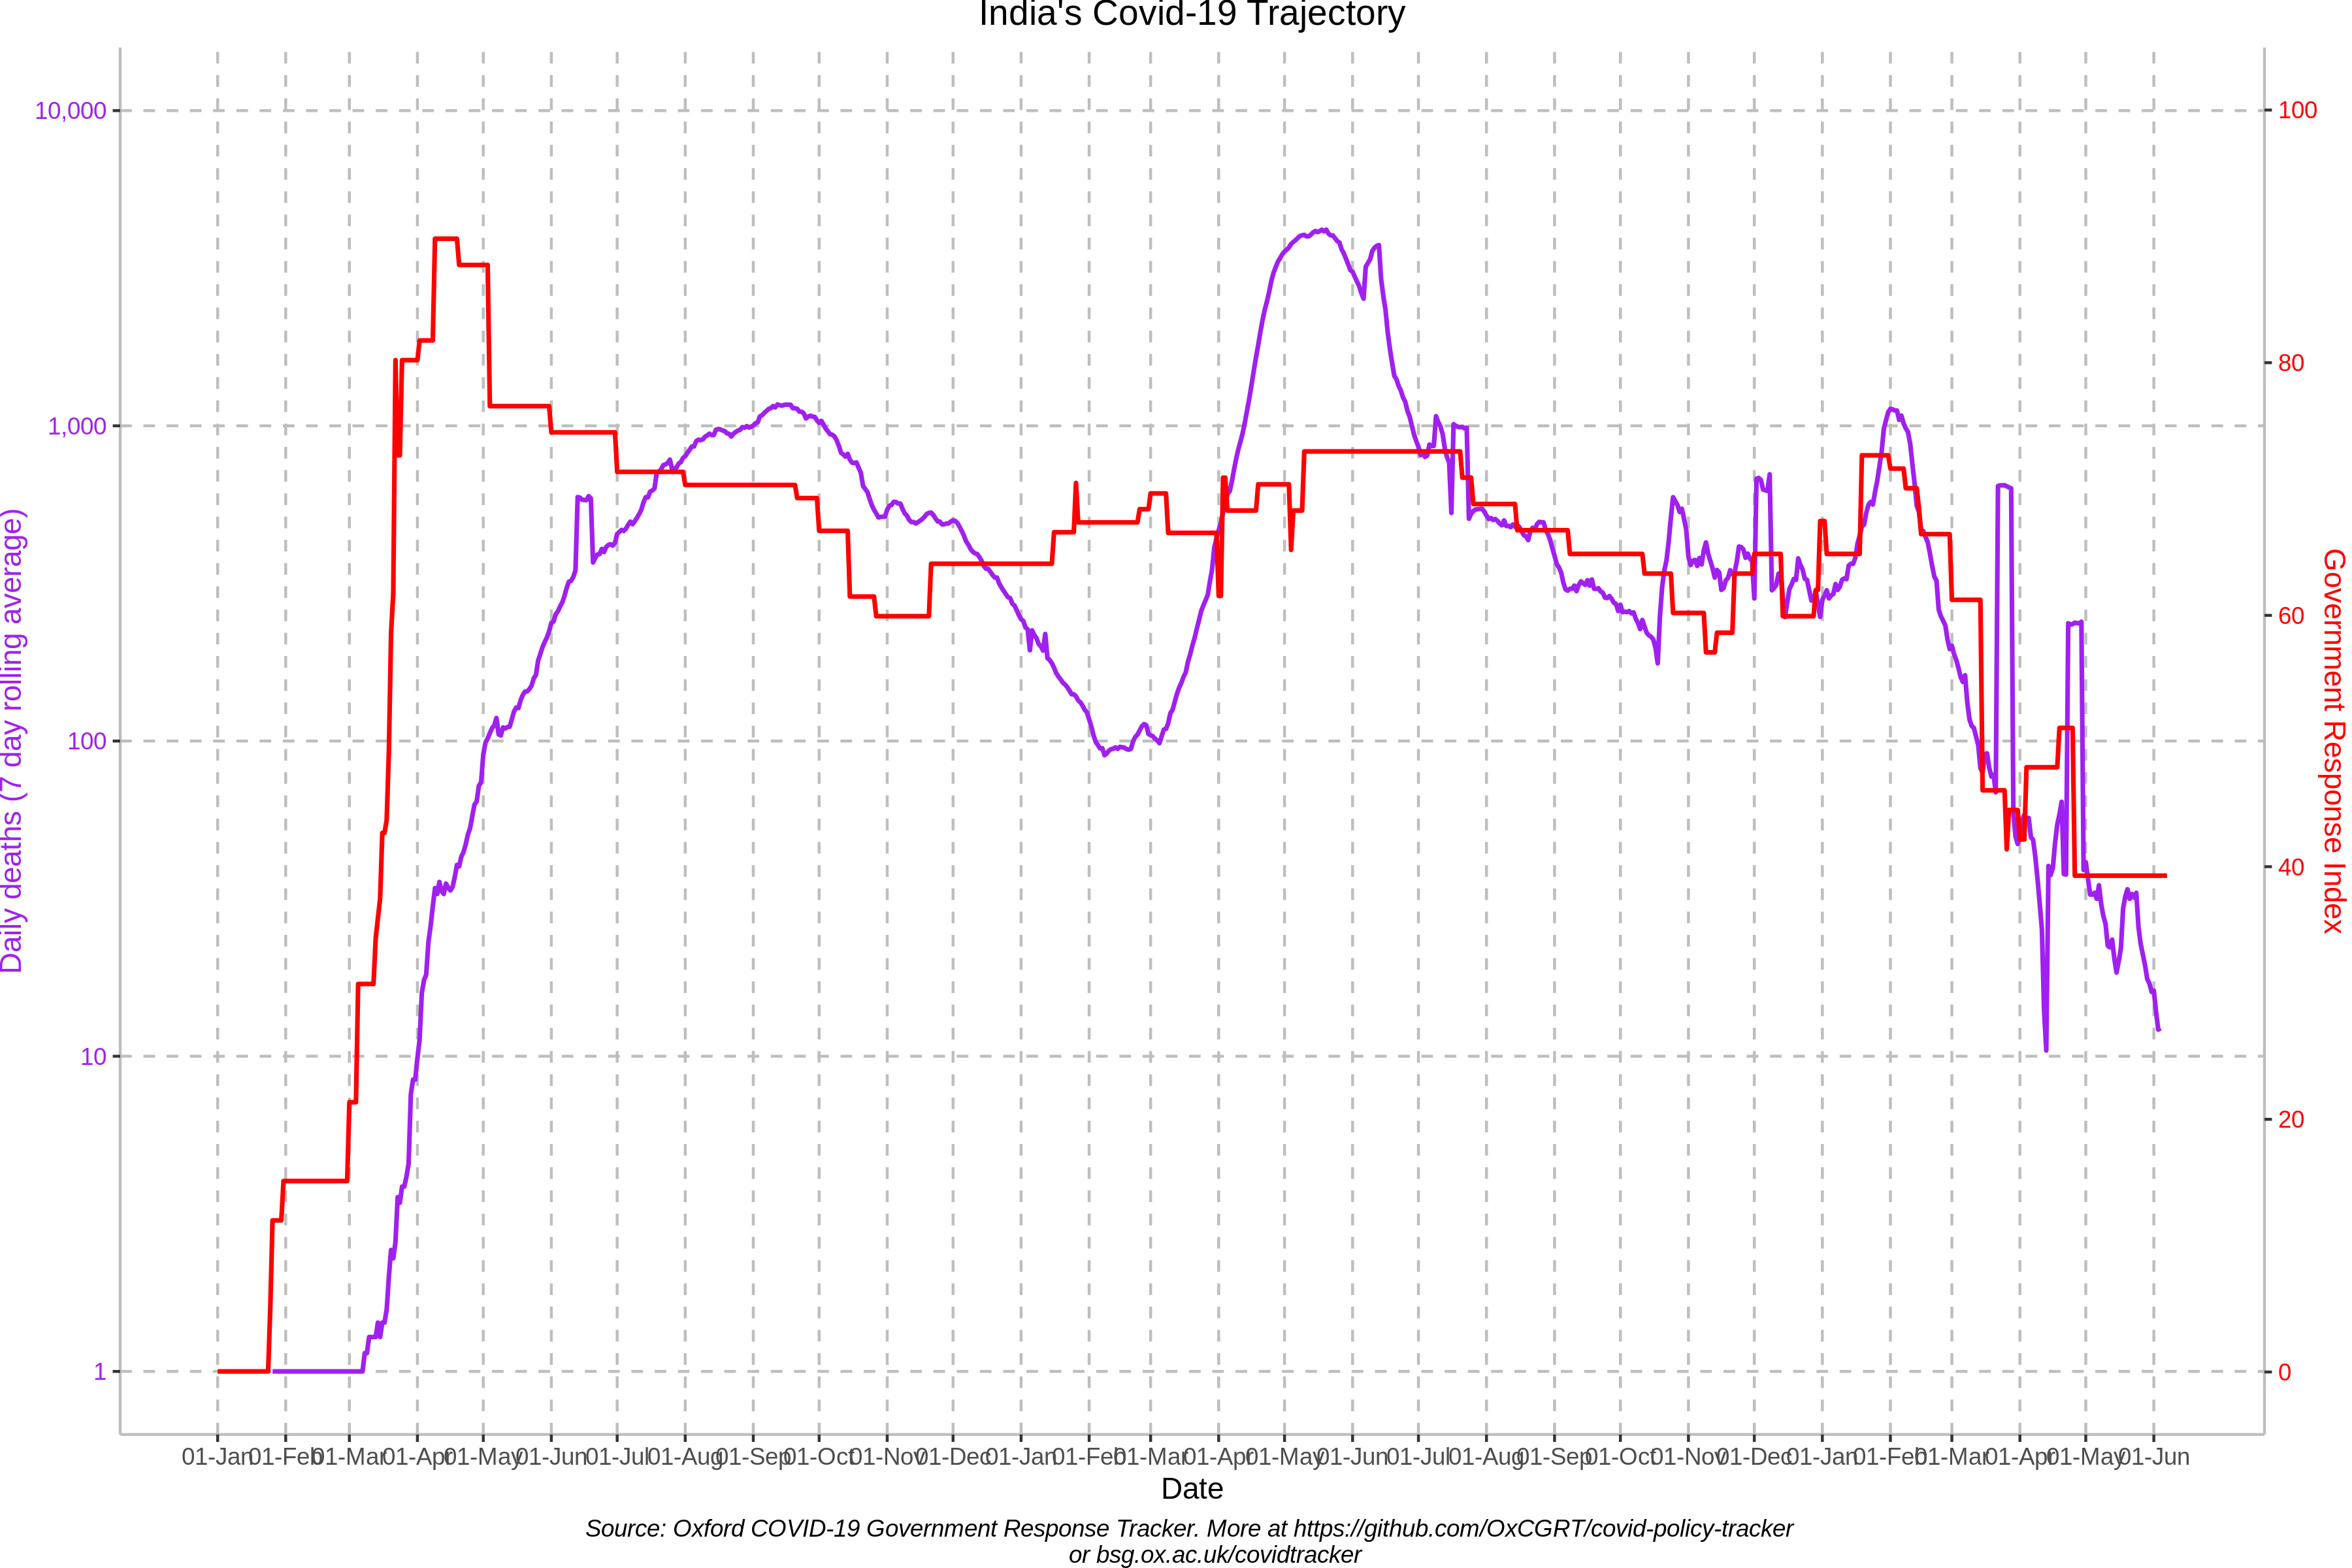 India's Covid-19 Trajectory
10,000
1,000
100
10
1
Daily deaths (7 day rolling average)
100
80
60
40
20
0
Government Response Index
01-Jan 01-Feb 01-Mar 01-Apr 01-May 01-Jun 01-Jul 01-Aug 01-Sep 01-Oct 01-Nov 01-Dec 01-Jan 01-Feb 01-Mar 01-Apr 01-May 01-Jun 01-Jul 01-Aug 01-Sep 01-Oct 01-Nov 01-Dec 01-Jan 01-Feb 01-Mar 01-Apr 01-May 01-Jun
Date
Source: Oxford COVID-19 Government Response Tracker. More at https://github.com/OxCGRT/covid-policy-tracker
or bsg.ox.ac.uk/covidtracker